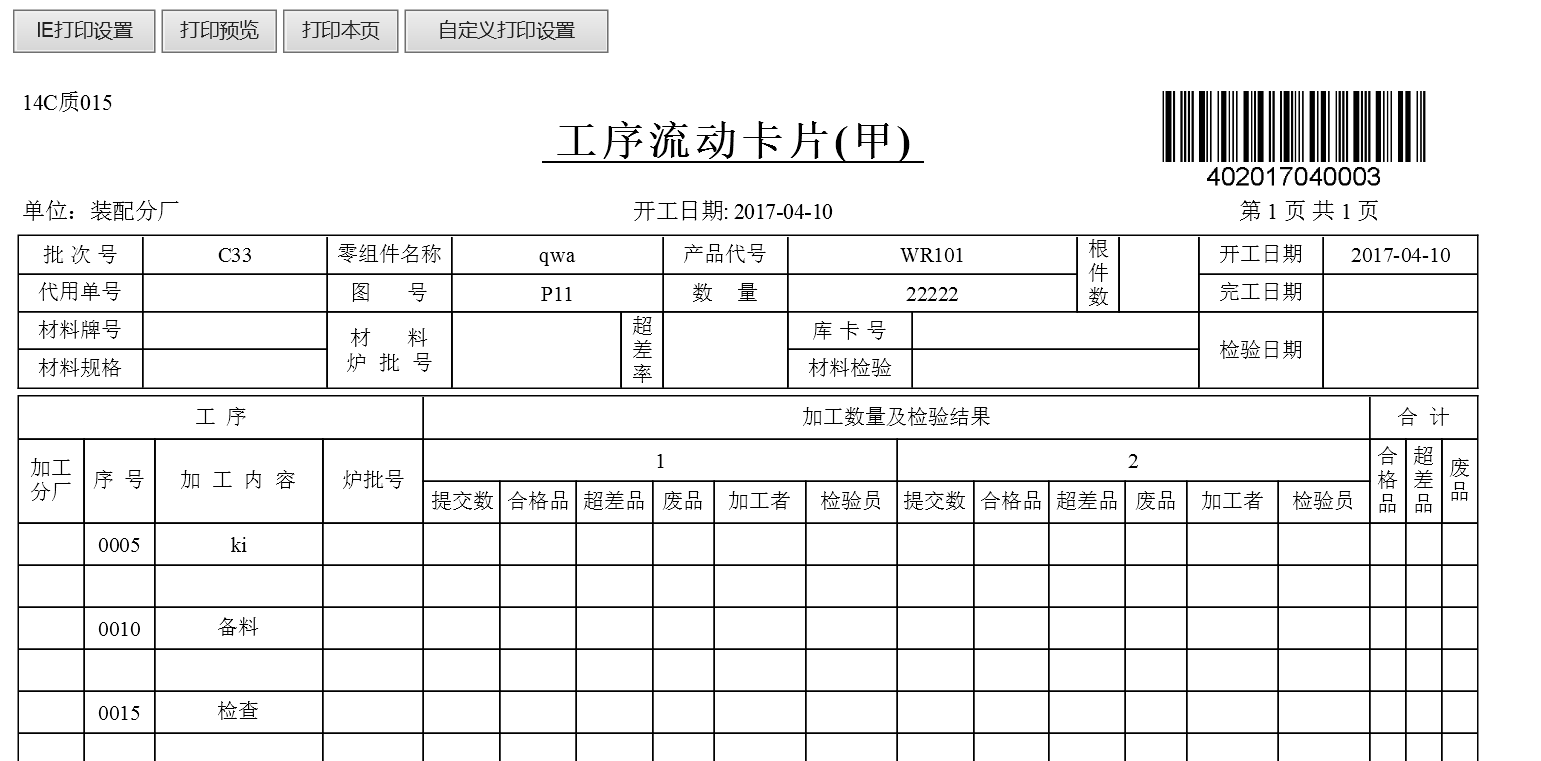 IE打印设置 打印预览 打印本页 自定义打印设置
14C质015
工序流动卡片(甲)
402017040003
单位：装配分厂 开工日期: 2017-04-10 第 1 页 共 1 页
批 次 号 C33 零组件名称 qwa 产品代号 WR101 根件数 开工日期 2017-04-10
代用单号 图 号 P11 数 量 22222 完工日期
材料牌号 材 料 炉 批 号 超差率 库 卡 号 检验日期
材料规格 材料检验
工 序 加工数量及检验结果 合 计
加工分厂 序 号 加 工 内 容 炉批号 1 2 合格品 超差品 废品
提交数 合格品 超差品 废品 加工者 检验员 提交数 合格品 超差品 废品 加工者 检验员
0005 ki
0010 备料
0015 检查